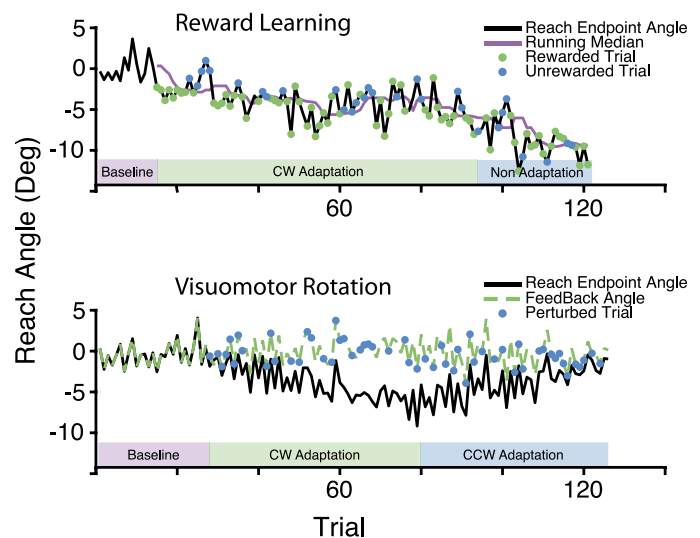 Reward Learning
Reach Endpoint Angle
Running Median
Rewarded Trial
Unrewarded Trial
5
0
-5
-10
Baseline
CW Adaptation
Non Adaptation
60
120
Reach Angle (Deg)
Visuomotor Rotation
Reach Endpoint Angle
FeedBack Angle
Perturbed Trial
5
0
-5
-10
Baseline
CW Adaptation
CCW Adaptation
60
120
Trial